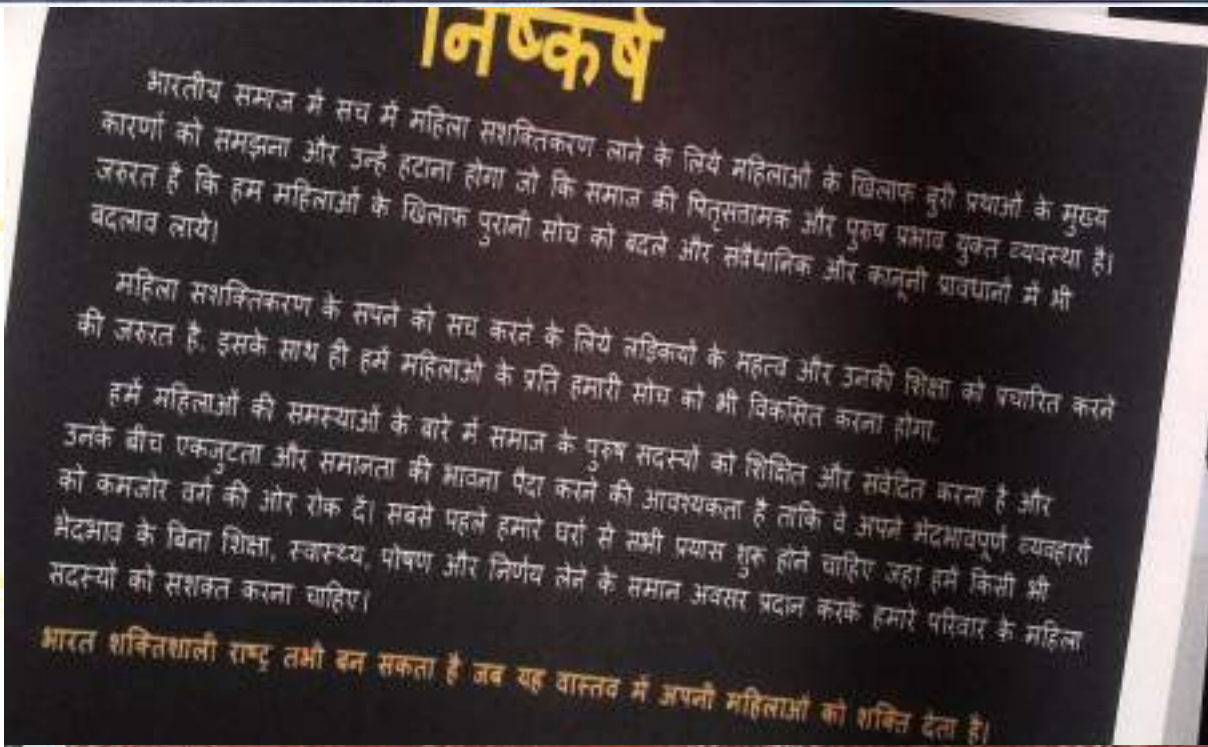 निष्कर्ष
भारतीय समाज में सच में महिला सशक्तिकरण लाने के लिये महिलाओं के खिलाफ बुरी प्रथाओं के मुख्य
कारणों को समझना और उन्हें हटाना होगा जो कि समाज की पितृसत्तामक और पुरुष प्रभाव युक्त व्यवस्था है।
जरुरत है कि हम महिलाओं के खिलाफ पुरानी सोच को बदले और संवैधानिक और कानूनी प्रावधानों में भी
बदलाव लाये।
महिला सशक्तिकरण के सपने को सच करने के लिये लड़िकयों के महत्व और उनकी शिक्षा को प्रचारित करने
की जरुरत है. इसके साथ ही हमें महिलाओं के प्रति हमारी सोच को भी विकसित करना होगा.
हमें महिलाओं की समस्याओं के बारे में समाज के पुरुष सदस्यों को शिक्षित और संवेदित करना है और
उनके बीच एकजुटता और समानता की भावना पैदा करने की आवश्यकता है ताकि वे अपने भेदभावपूर्ण व्यवहारों
को कमजोर वर्ग की ओर रोक दें। सबसे पहले हमारे घरों से सभी प्रयास शुरू होने चाहिए जहां हमें किसी भी
भेदभाव के बिना शिक्षा, स्वास्थ्य, पोषण और निर्णय लेने के समान अवसर प्रदान करके हमारे परिवार के महिला
सदस्यों को सशक्त करना चाहिए।
भारत शक्तिशाली राष्ट्र तभी बन सकता है जब यह वास्तव में अपनी महिलाओं को शक्ति देता है।